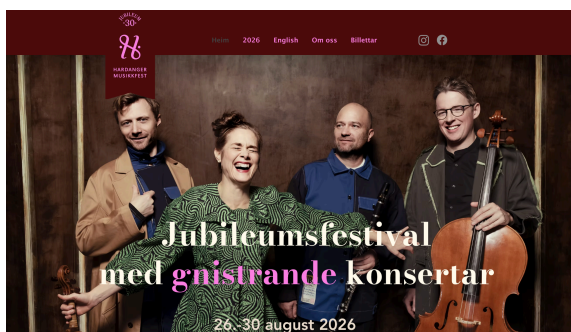 JUBILEUM
·30·
HARDANGER
MUSIKKFEST
Heim 2026 English Om oss Billettar
Jubileumsfestival
med gnistrande konsertar
26.-30 august 2026